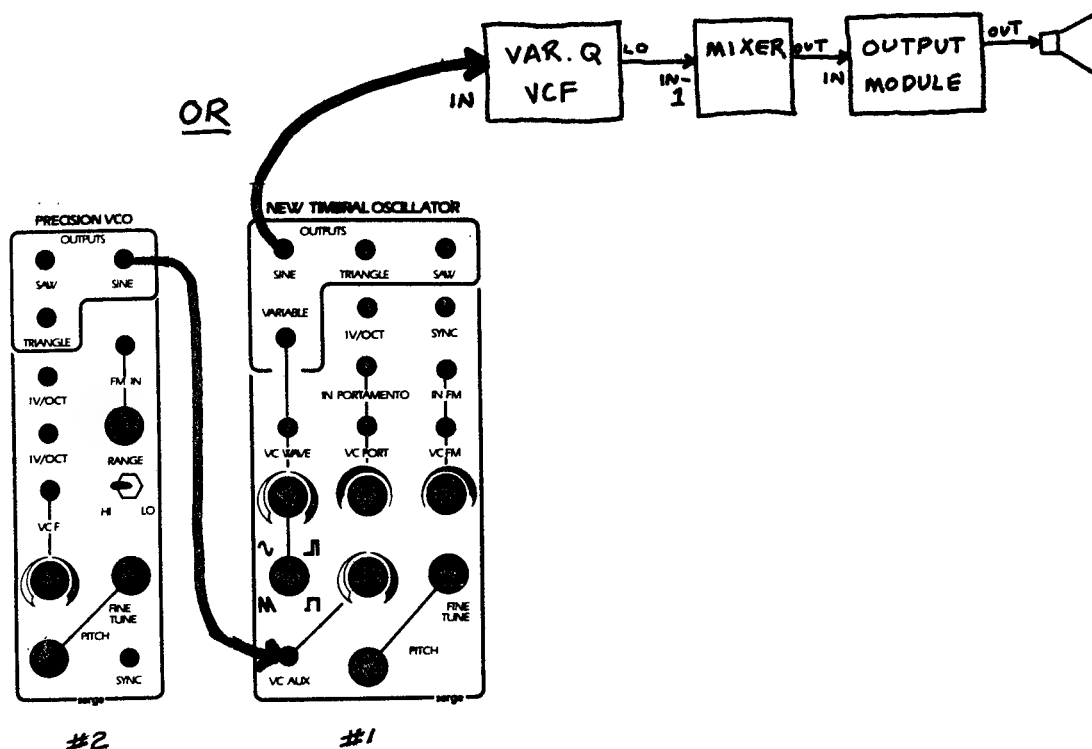 OUT
VAR. Q
VCF
LO
IN
MIXER
OUT
IN-
1
OUTPUT
MODULE
IN
OR
PRECISION VCO
OUTPUTS
SAW
SINE
TRIANGLE
FM IN
1V/OCT
1V/OCT
RANGE
HI
LO
VC F
FINE
TUNE
PITCH
SYNC
serge
#2
NEW TIMBRAL OSCILLATOR
OUTPUTS
SINE
TRIANGLE
SAW
VARIABLE
1V/OCT
SYNC
IN PORTAMENTO
IN FM
VC WAVE
VC PORT
VC FM
FINE
TUNE
PITCH
VC AUX
serge
#1